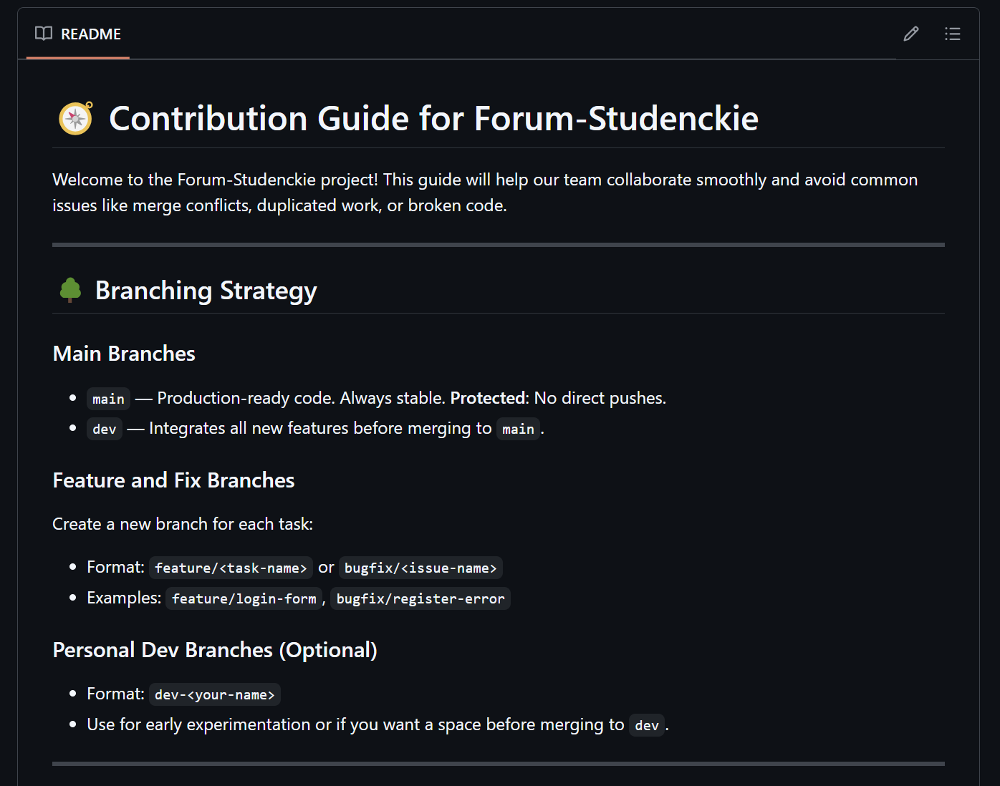 README
Contribution Guide for Forum-Studenckie
Welcome to the Forum-Studenckie project! This guide will help our team collaborate smoothly and avoid common
issues like merge conflicts, duplicated work, or broken code.
Branching Strategy
Main Branches
• main — Production-ready code. Always stable. Protected: No direct pushes.
• dev — Integrates all new features before merging to main.
Feature and Fix Branches
Create a new branch for each task:
• Format: feature/<task-name> or bugfix/<issue-name>
• Examples: feature/login-form, bugfix/register-error
Personal Dev Branches (Optional)
• Format: dev-<your-name>
• Use for early experimentation or if you want a space before merging to dev.